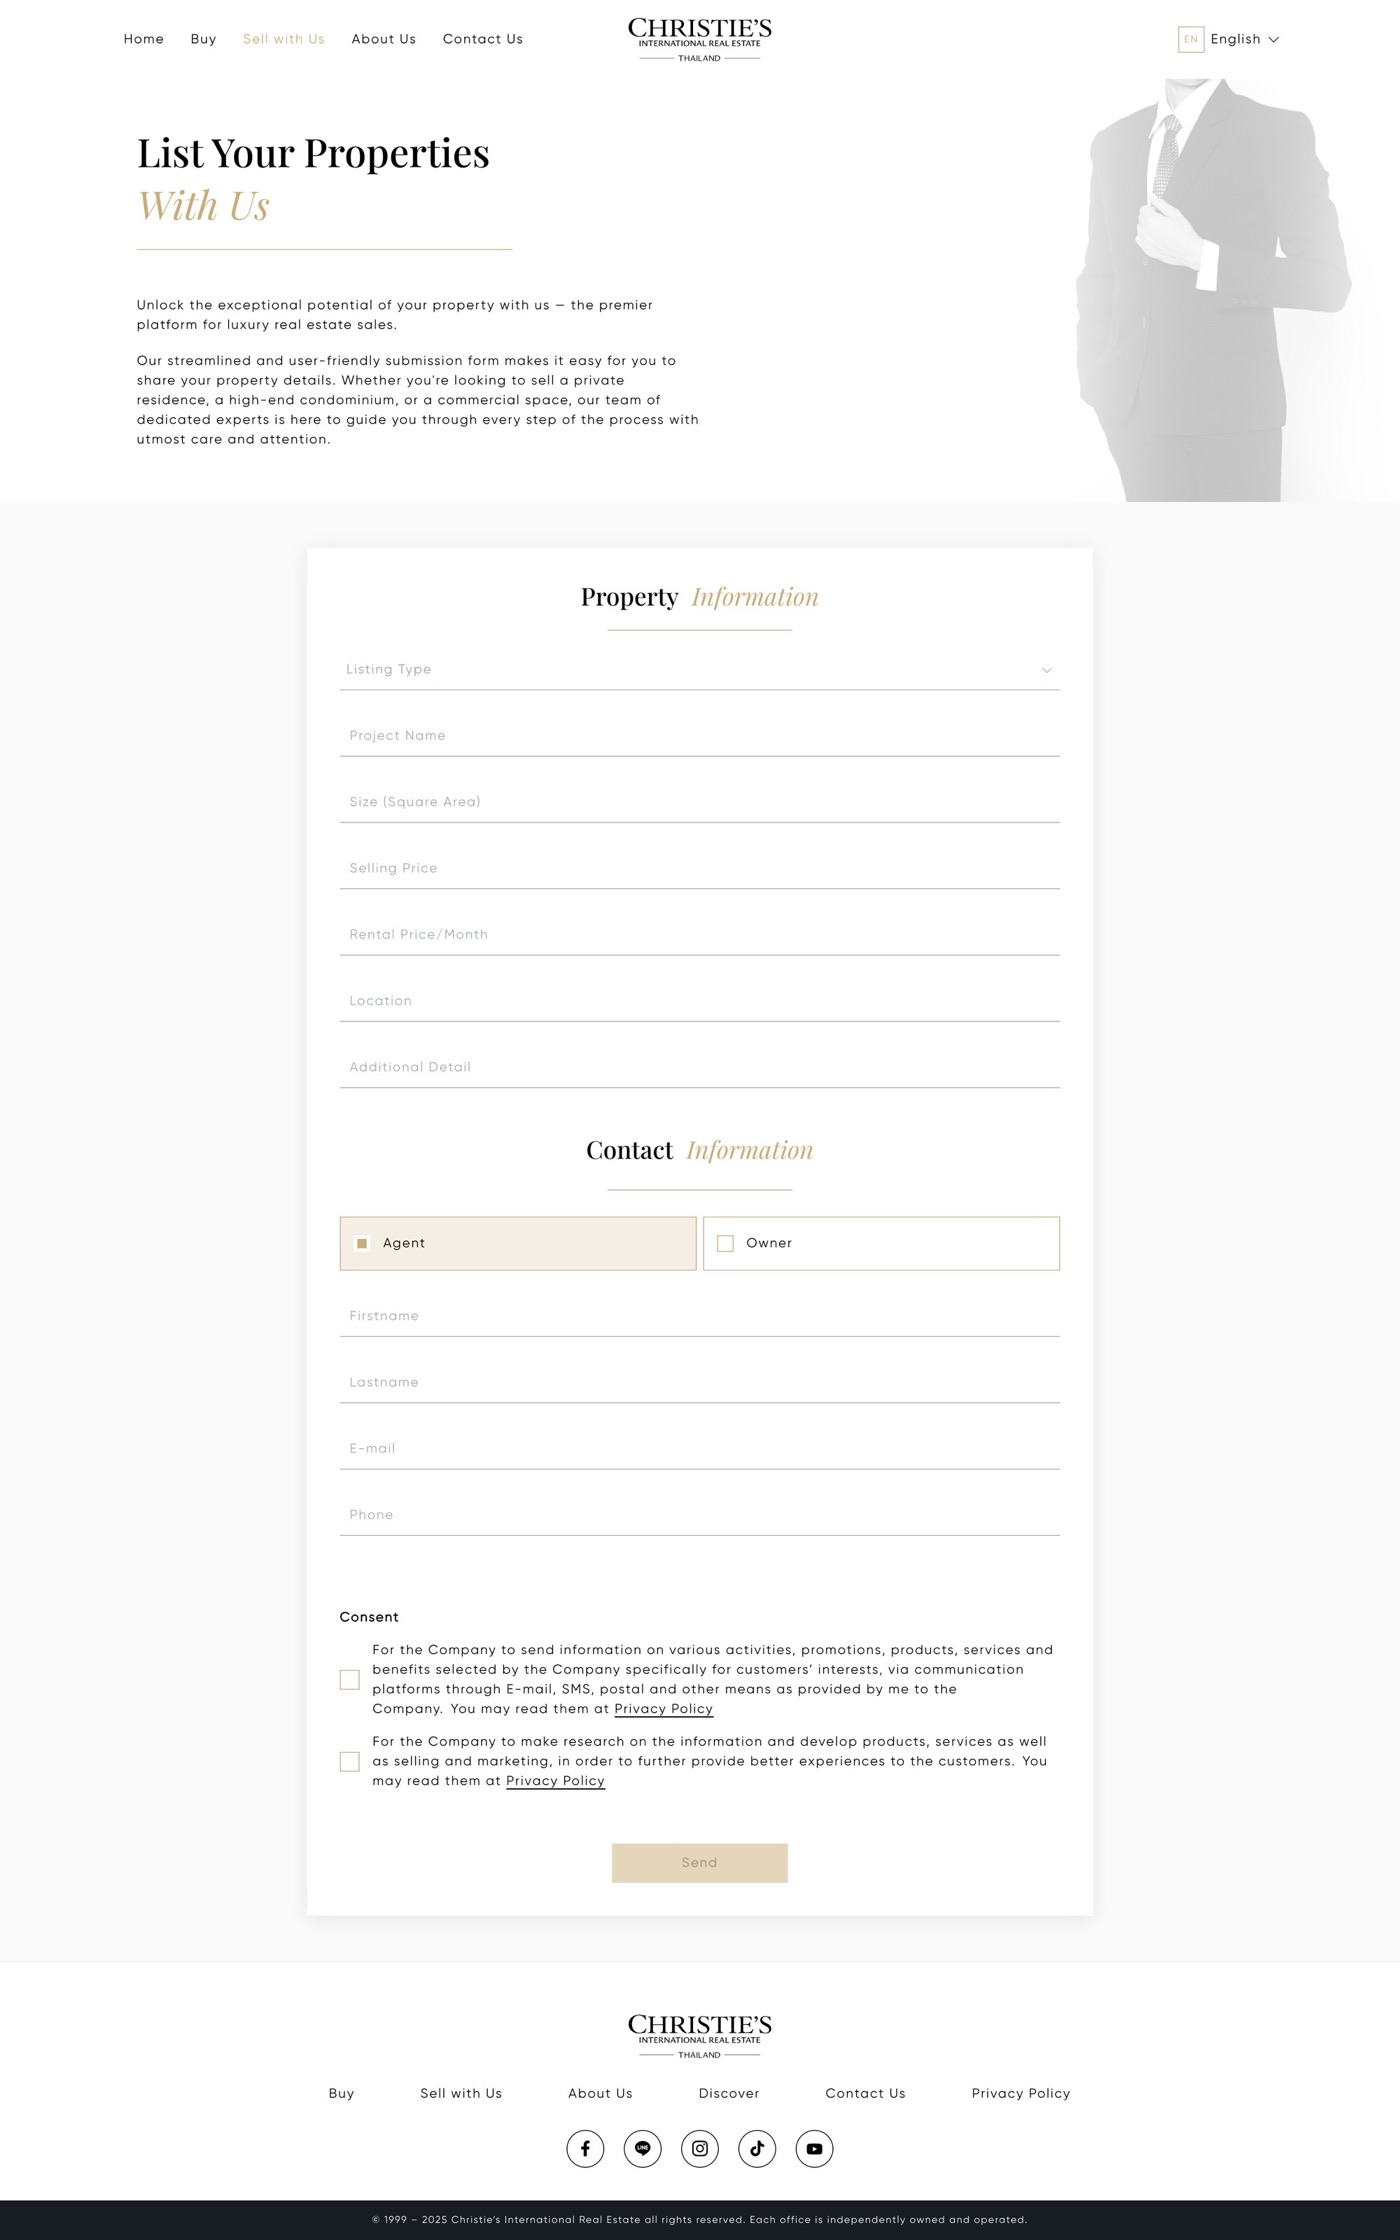 Home Buy Sell with Us About Us Contact Us
CHRISTIE'S
INTERNATIONAL REAL ESTATE
THAILAND
EN English
List Your Properties
With Us
Unlock the exceptional potential of your property with us — the premier
platform for luxury real estate sales.
Our streamlined and user-friendly submission form makes it easy for you to
share your property details. Whether you're looking to sell a private
residence, a high-end condominium, or a commercial space, our team of
dedicated experts is here to guide you through every step of the process with
utmost care and attention.
Property Information
Listing Type
Project Name
Size (Square Area)
Selling Price
Rental Price/Month
Location
Additional Detail
Contact Information
Agent Owner
Firstname
Lastname
E-mail
Phone
Consent
For the Company to send information on various activities, promotions, products, services and
benefits selected by the Company specifically for customers’ interests, via communication
platforms through E-mail, SMS, postal and other means as provided by me to the
Company. You may read them at Privacy Policy
For the Company to make research on the information and develop products, services as well
as selling and marketing, in order to further provide better experiences to the customers. You
may read them at Privacy Policy
Send
CHRISTIE'S
INTERNATIONAL REAL ESTATE
THAILAND
Buy Sell with Us About Us Discover Contact Us Privacy Policy
LINE
© 1999 – 2025 Christie’s International Real Estate all rights reserved. Each office is independently owned and operated.